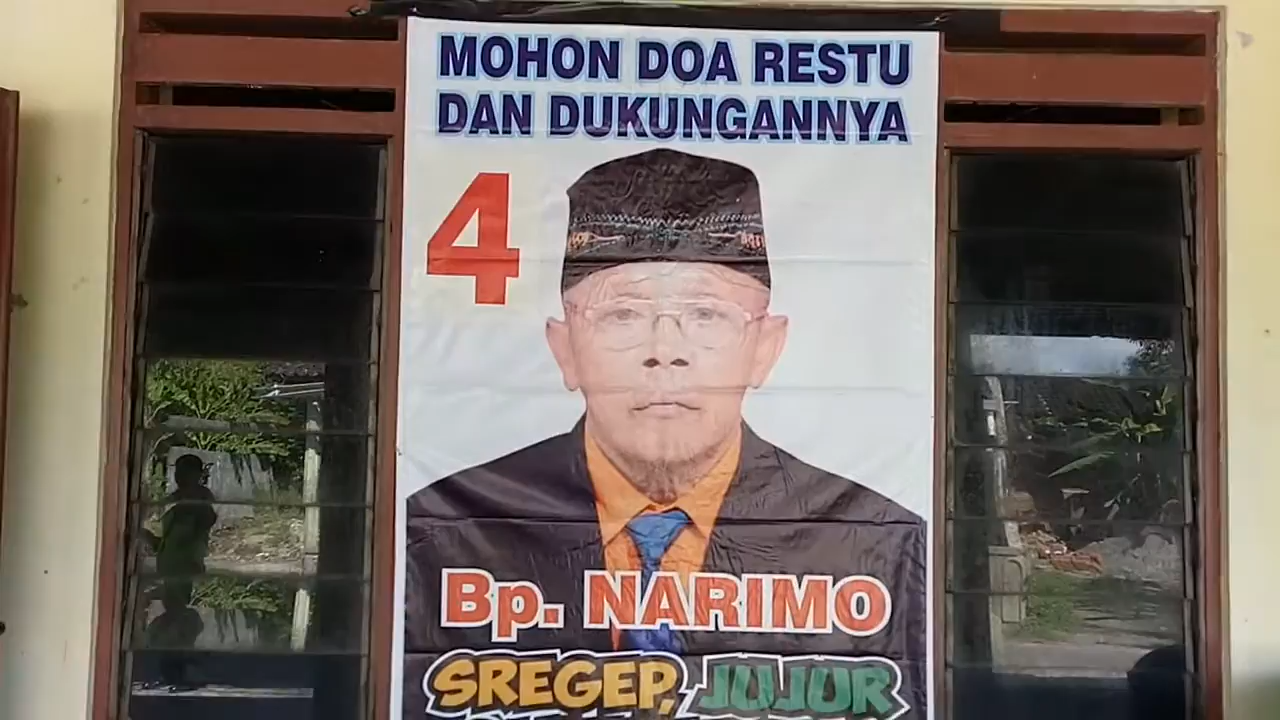 MOHON DOA RESTU
DAN DUKUNGANNYA
4
Bp. NARIMO
SREGEP, JUJUR